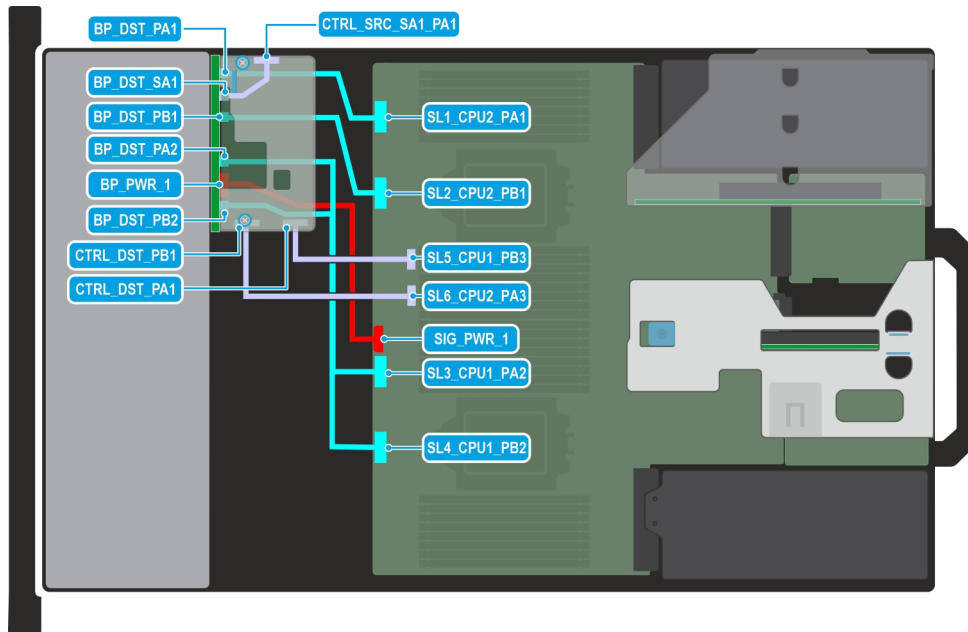 BP_DST_PA1
CTRL_SRC_SA1_PA1
BP_DST_SA1
BP_DST_PB1
BP_DST_PA2
BP_PWR_1
BP_DST_PB2
CTRL_DST_PB1
CTRL_DST_PA1
SL1_CPU2_PA1
SL2_CPU2_PB1
SL5_CPU1_PB3
SL6_CPU2_PA3
SIG_PWR_1
SL3_CPU1_PA2
SL4_CPU1_PB2